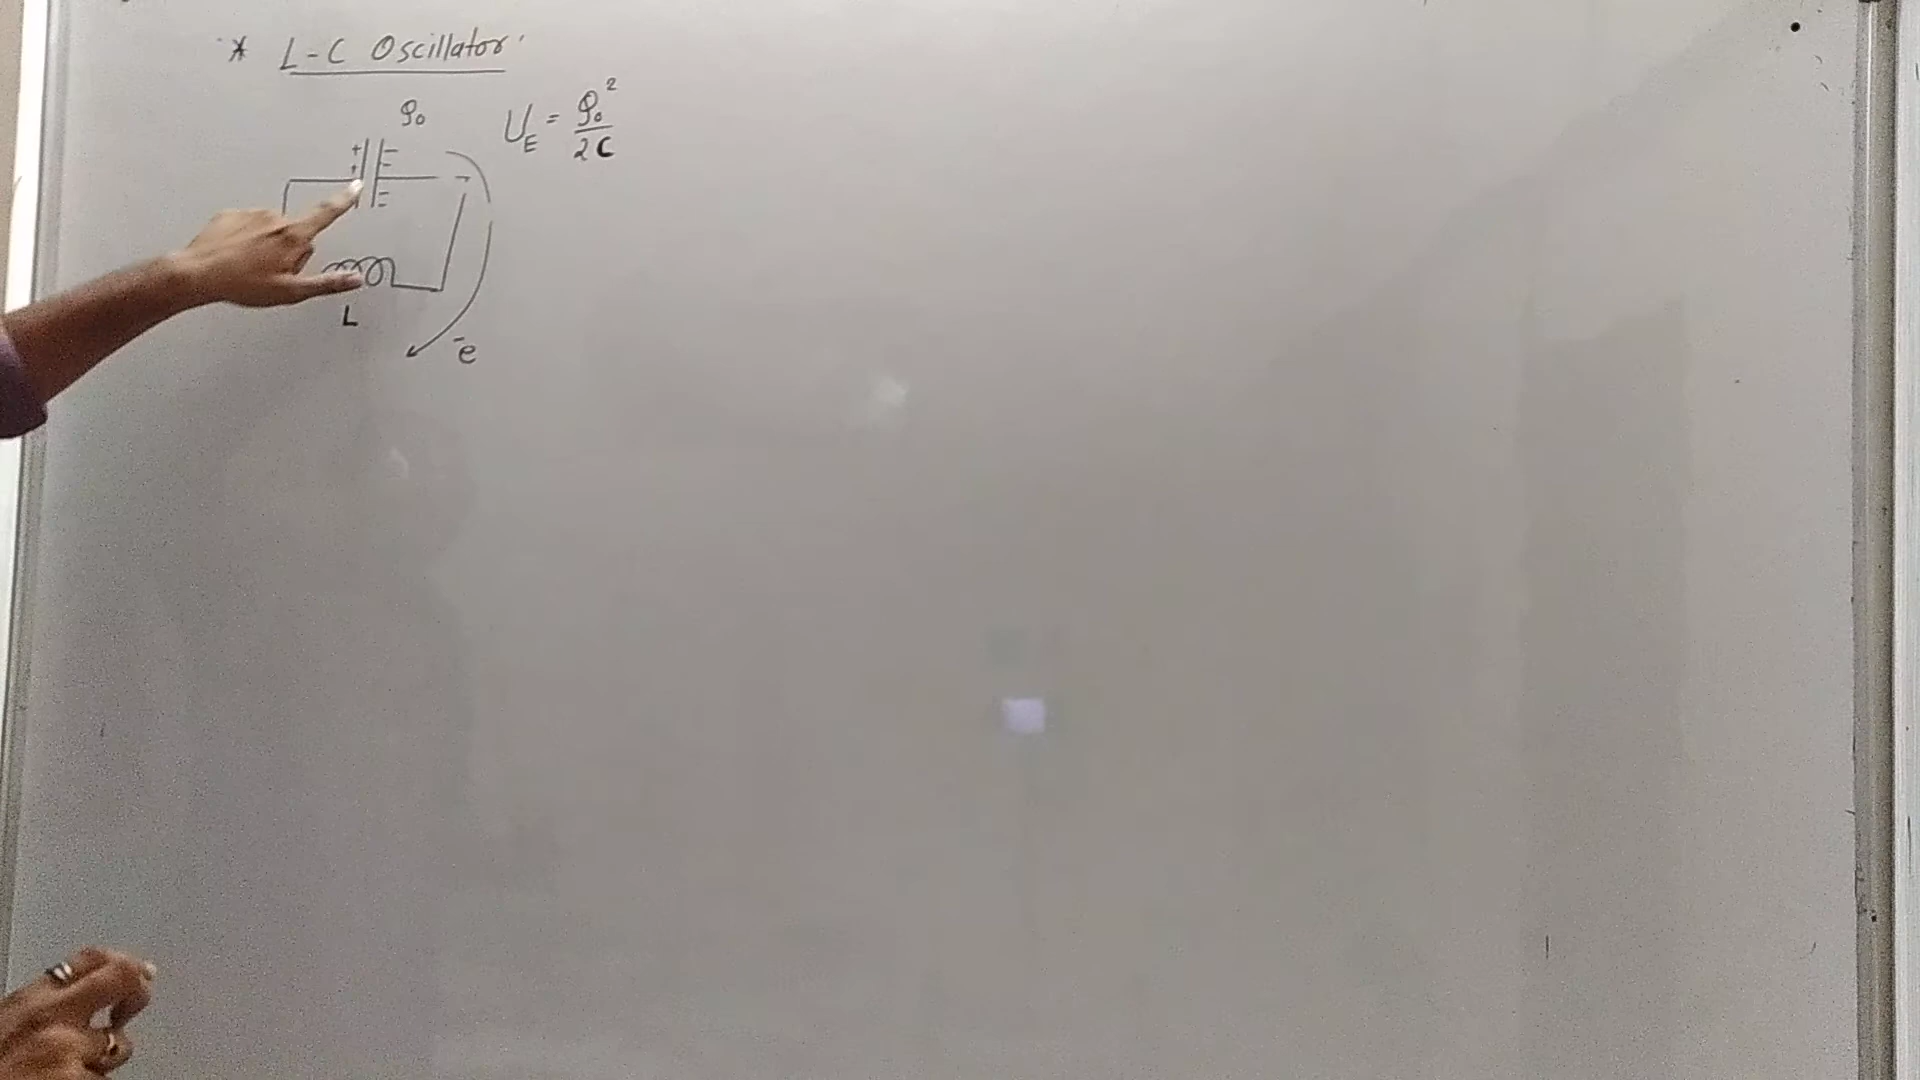 * L-C Oscillator
Q₀
U_E = Q₀²/2C
+ -
+ -
-
L
-e